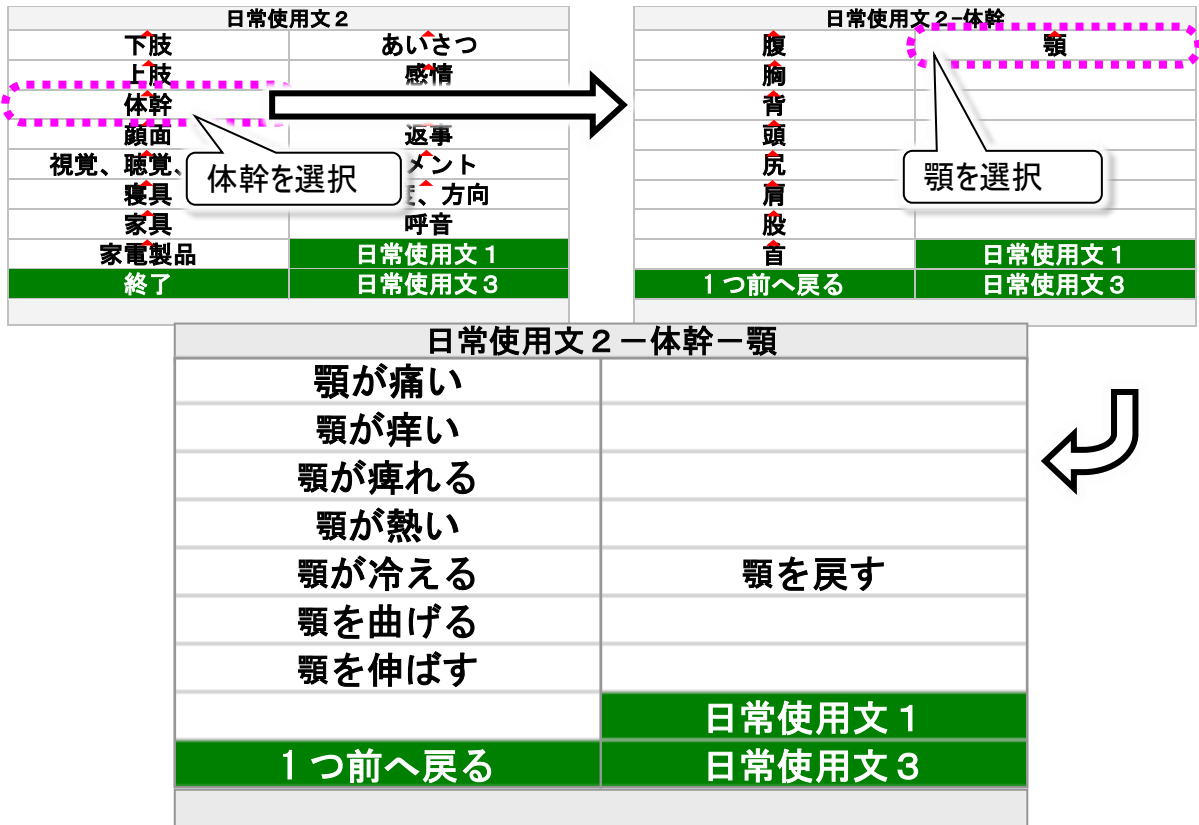 日常使用文２
下肢 あいさつ
上肢 感情
体幹
顔面 返事
視覚、聴覚、 メント
寝具 、方向
家具 呼音
家電製品 日常使用文１
終了 日常使用文３
体幹を選択
日常使用文２-体幹
腹 顎
胸
背
頭
尻
肩
股
首 日常使用文１
１つ前へ戻る 日常使用文３
顎を選択
日常使用文２－体幹－顎
顎が痛い
顎が痒い
顎が痺れる
顎が熱い
顎が冷える 顎を戻す
顎を曲げる
顎を伸ばす
日常使用文１
１つ前へ戻る 日常使用文３